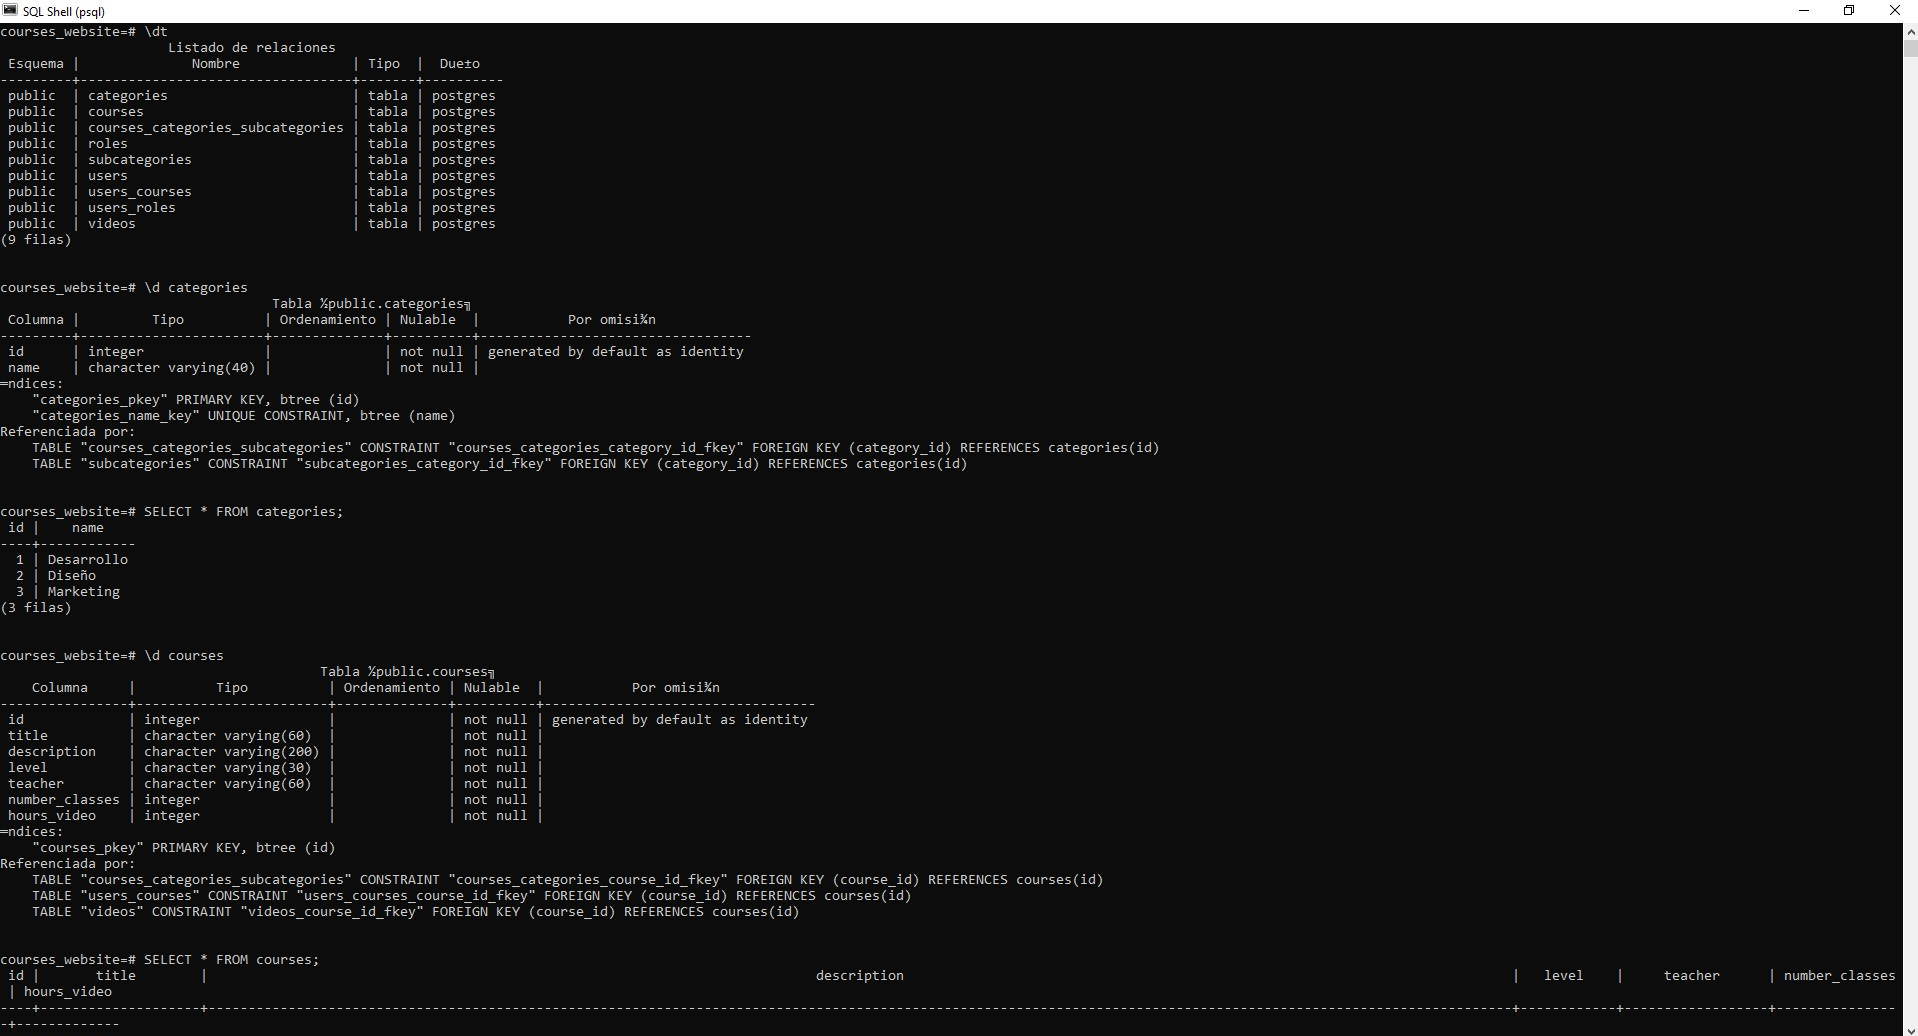 SQL Shell (psql)
courses_website=# \dt
                     Listado de relaciones
 Esquema |              Nombre              | Tipo  |  Due±o
---------+----------------------------------+-------+----------
 public  | categories                       | tabla | postgres
 public  | courses                          | tabla | postgres
 public  | courses_categories_subcategories | tabla | postgres
 public  | roles                            | tabla | postgres
 public  | subcategories                    | tabla | postgres
 public  | users                            | tabla | postgres
 public  | users_courses                    | tabla | postgres
 public  | users_roles                      | tabla | postgres
 public  | videos                           | tabla | postgres
(9 filas)
courses_website=# \d categories
                                  Tabla ½public.categories╗
 Columna |         Tipo          | Ordenamiento | Nulable  |           Por omisi¾n
---------+-----------------------+--------------+----------+----------------------------------
 id      | integer               |              | not null | generated by default as identity
 name    | character varying(40) |              | not null |
═ndices:
    "categories_pkey" PRIMARY KEY, btree (id)
    "categories_name_key" UNIQUE CONSTRAINT, btree (name)
Referenciada por:
    TABLE "courses_categories_subcategories" CONSTRAINT "courses_categories_category_id_fkey" FOREIGN KEY (category_id) REFERENCES categories(id)
    TABLE "subcategories" CONSTRAINT "subcategories_category_id_fkey" FOREIGN KEY (category_id) REFERENCES categories(id)
courses_website=# SELECT * FROM categories;
 id |    name
----+------------
  1 | Desarrollo
  2 | Diseño
  3 | Marketing
(3 filas)
courses_website=# \d courses
                                        Tabla ½public.courses╗
    Columna     |          Tipo          | Ordenamiento | Nulable  |           Por omisi¾n
----------------+------------------------+--------------+----------+----------------------------------
 id             | integer                |              | not null | generated by default as identity
 title          | character varying(60)  |              | not null |
 description    | character varying(200) |              | not null |
 level          | character varying(30)  |              | not null |
 teacher        | character varying(60)  |              | not null |
 number_classes | integer                |              | not null |
 hours_video    | integer                |              | not null |
═ndices:
    "courses_pkey" PRIMARY KEY, btree (id)
Referenciada por:
    TABLE "courses_categories_subcategories" CONSTRAINT "courses_categories_course_id_fkey" FOREIGN KEY (course_id) REFERENCES courses(id)
    TABLE "users_courses" CONSTRAINT "users_courses_course_id_fkey" FOREIGN KEY (course_id) REFERENCES courses(id)
    TABLE "videos" CONSTRAINT "videos_course_id_fkey" FOREIGN KEY (course_id) REFERENCES courses(id)
courses_website=# SELECT * FROM courses;
 id |       title        | description | level | teacher | number_classes
 | hours_video